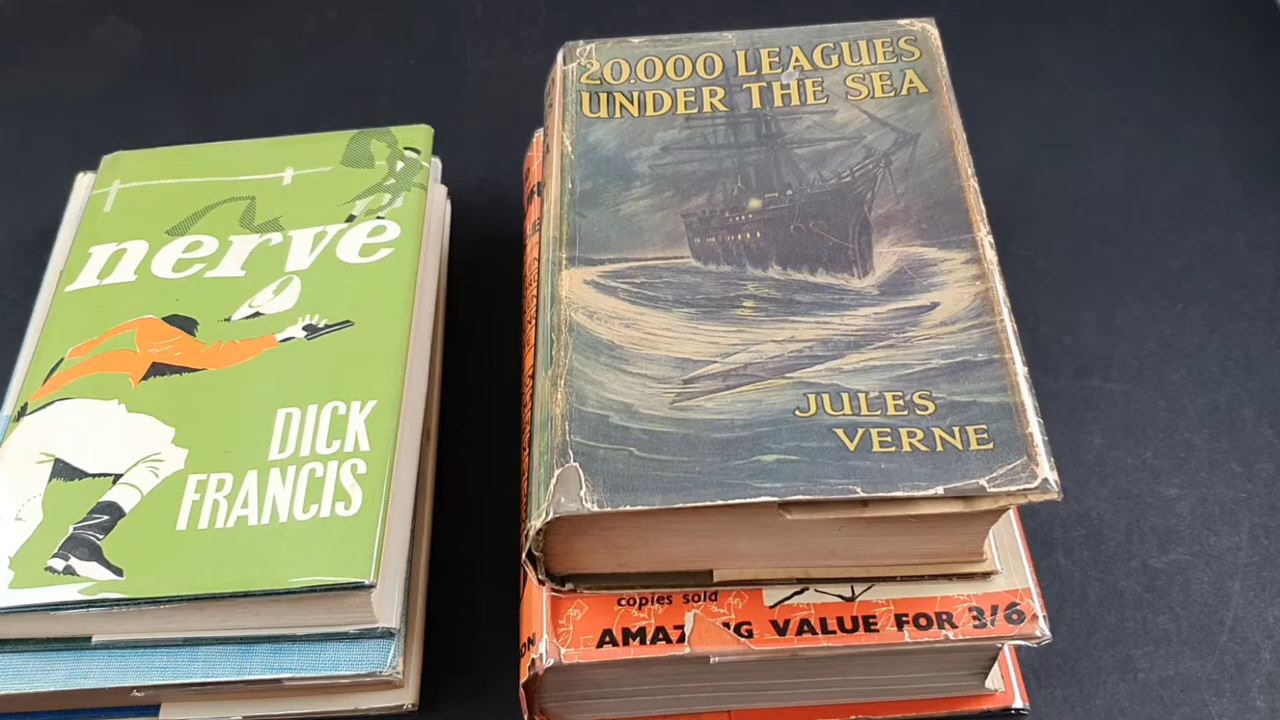 nerve
DICK
FRANCIS
20.000 LEAGUES
UNDER THE SEA
JULES
VERNE
copies sold
VALUE FOR 3/6